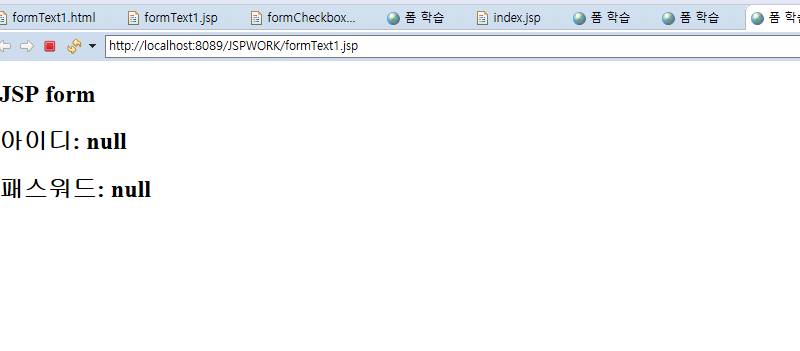 formText1.html formText1.jsp formCheckbox... 폼 학습 index.jsp 폼 학습 폼 학습 폼 학습
http://localhost:8089/JSPWORK/formText1.jsp
JSP form
아이디: null
패스워드: null